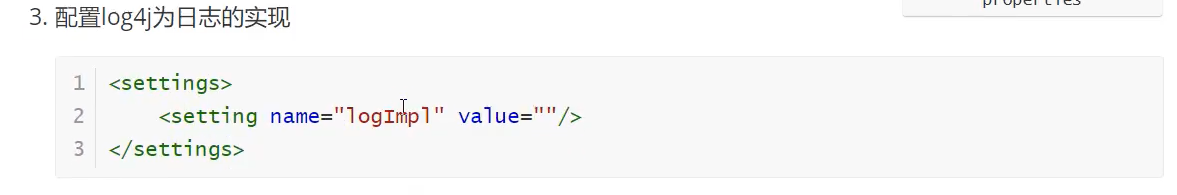 properties
3. 配置log4j为日志的实现
1 <settings>
2     <setting name="logImpl" value=""/>
3 </settings>